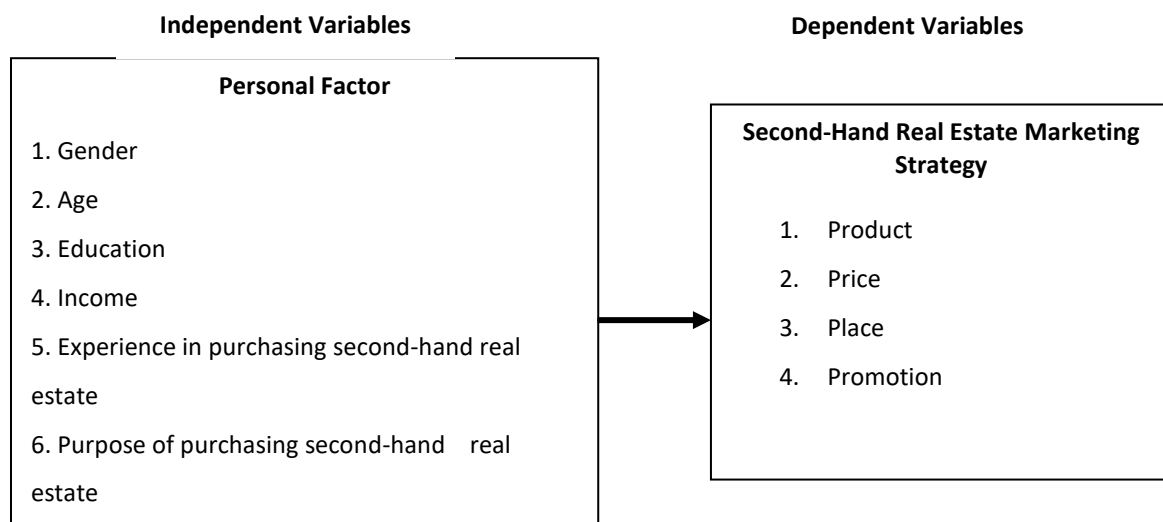 Independent Variables
Personal Factor
1. Gender
2. Age
3. Education
4. Income
5. Experience in purchasing second-hand real
estate
6. Purpose of purchasing second-hand real
estate
Dependent Variables
Second-Hand Real Estate Marketing
Strategy
1. Product
2. Price
3. Place
4. Promotion